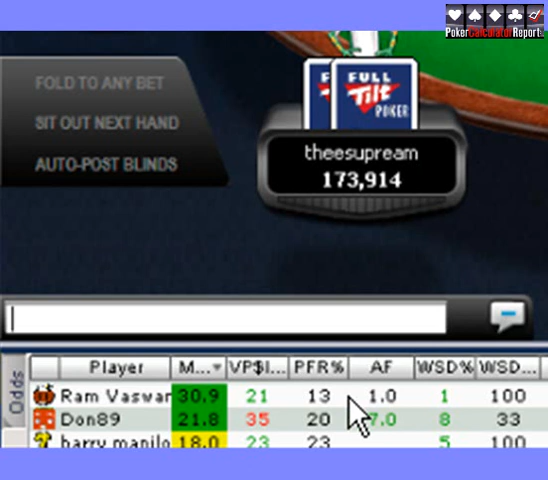 PokerCalculatorReport.
FOLD TO ANY BET
SIT OUT NEXT HAND
AUTO-POST BLINDS
FULL Tilt POKER
theesupream
173,914
Odds
Player M... VP$I... PFR% AF WSD% WSD...
Ram Vaswar 30.9 21 13 1.0 1 100
Don89 21.8 35 20 7.0 8 33
barry manilo 18.0 23 23 5 100